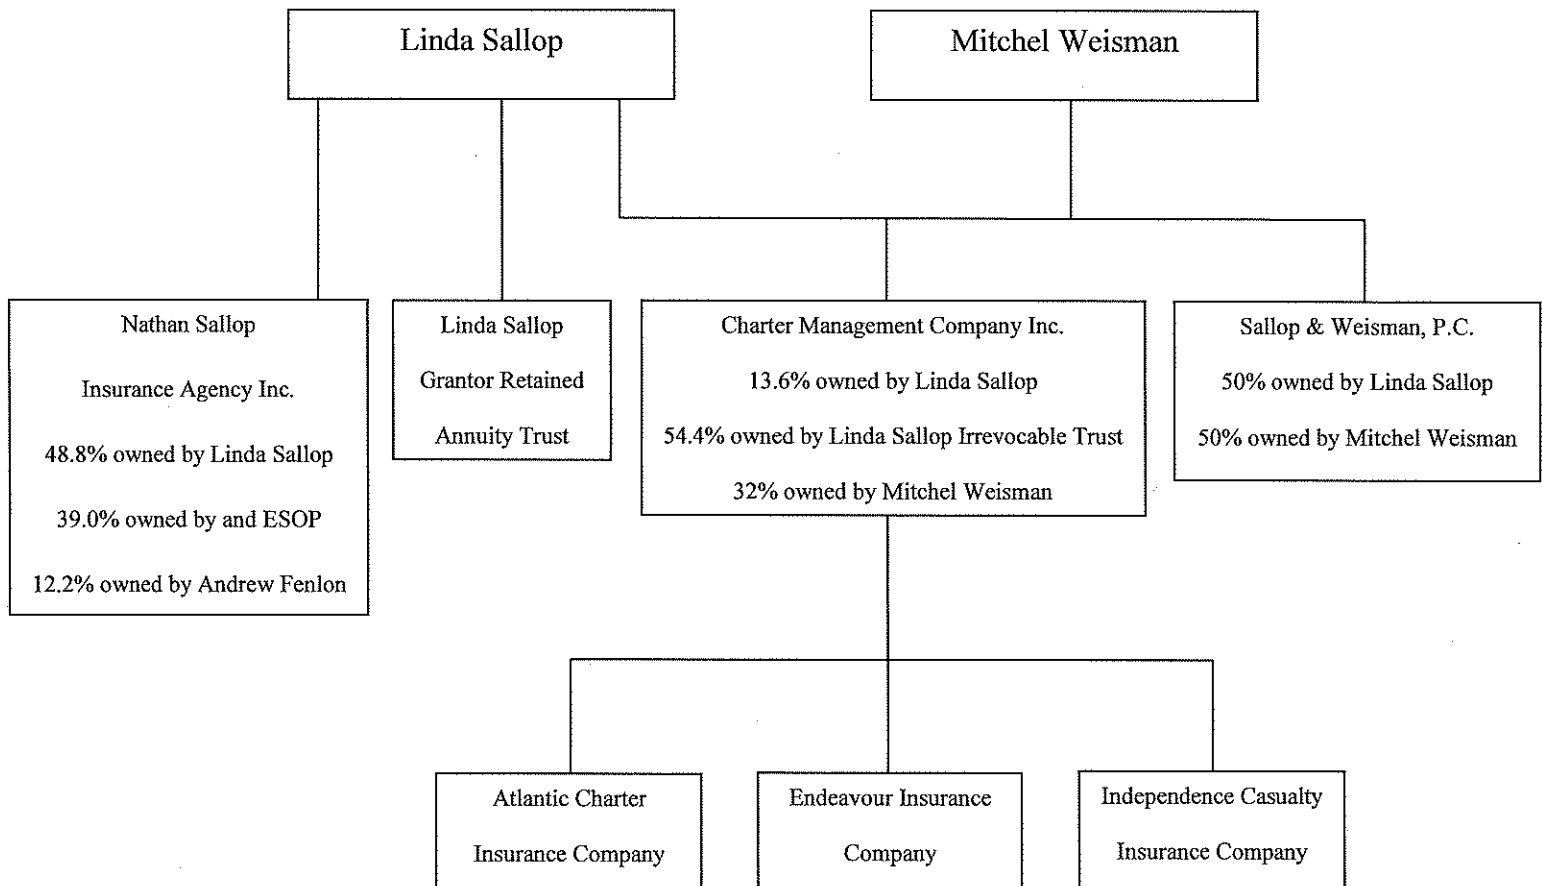 Linda Sallop
Mitchel Weisman
Nathan Sallop
Insurance Agency Inc.
48.8% owned by Linda Sallop
39.0% owned by and ESOP
12.2% owned by Andrew Fenlon
Linda Sallop
Grantor Retained
Annuity Trust
Charter Management Company Inc.
13.6% owned by Linda Sallop
54.4% owned by Linda Sallop Irrevocable Trust
32% owned by Mitchel Weisman
Sallop & Weisman, P.C.
50% owned by Linda Sallop
50% owned by Mitchel Weisman
Atlantic Charter
Insurance Company
Endeavour Insurance
Company
Independence Casualty
Insurance Company